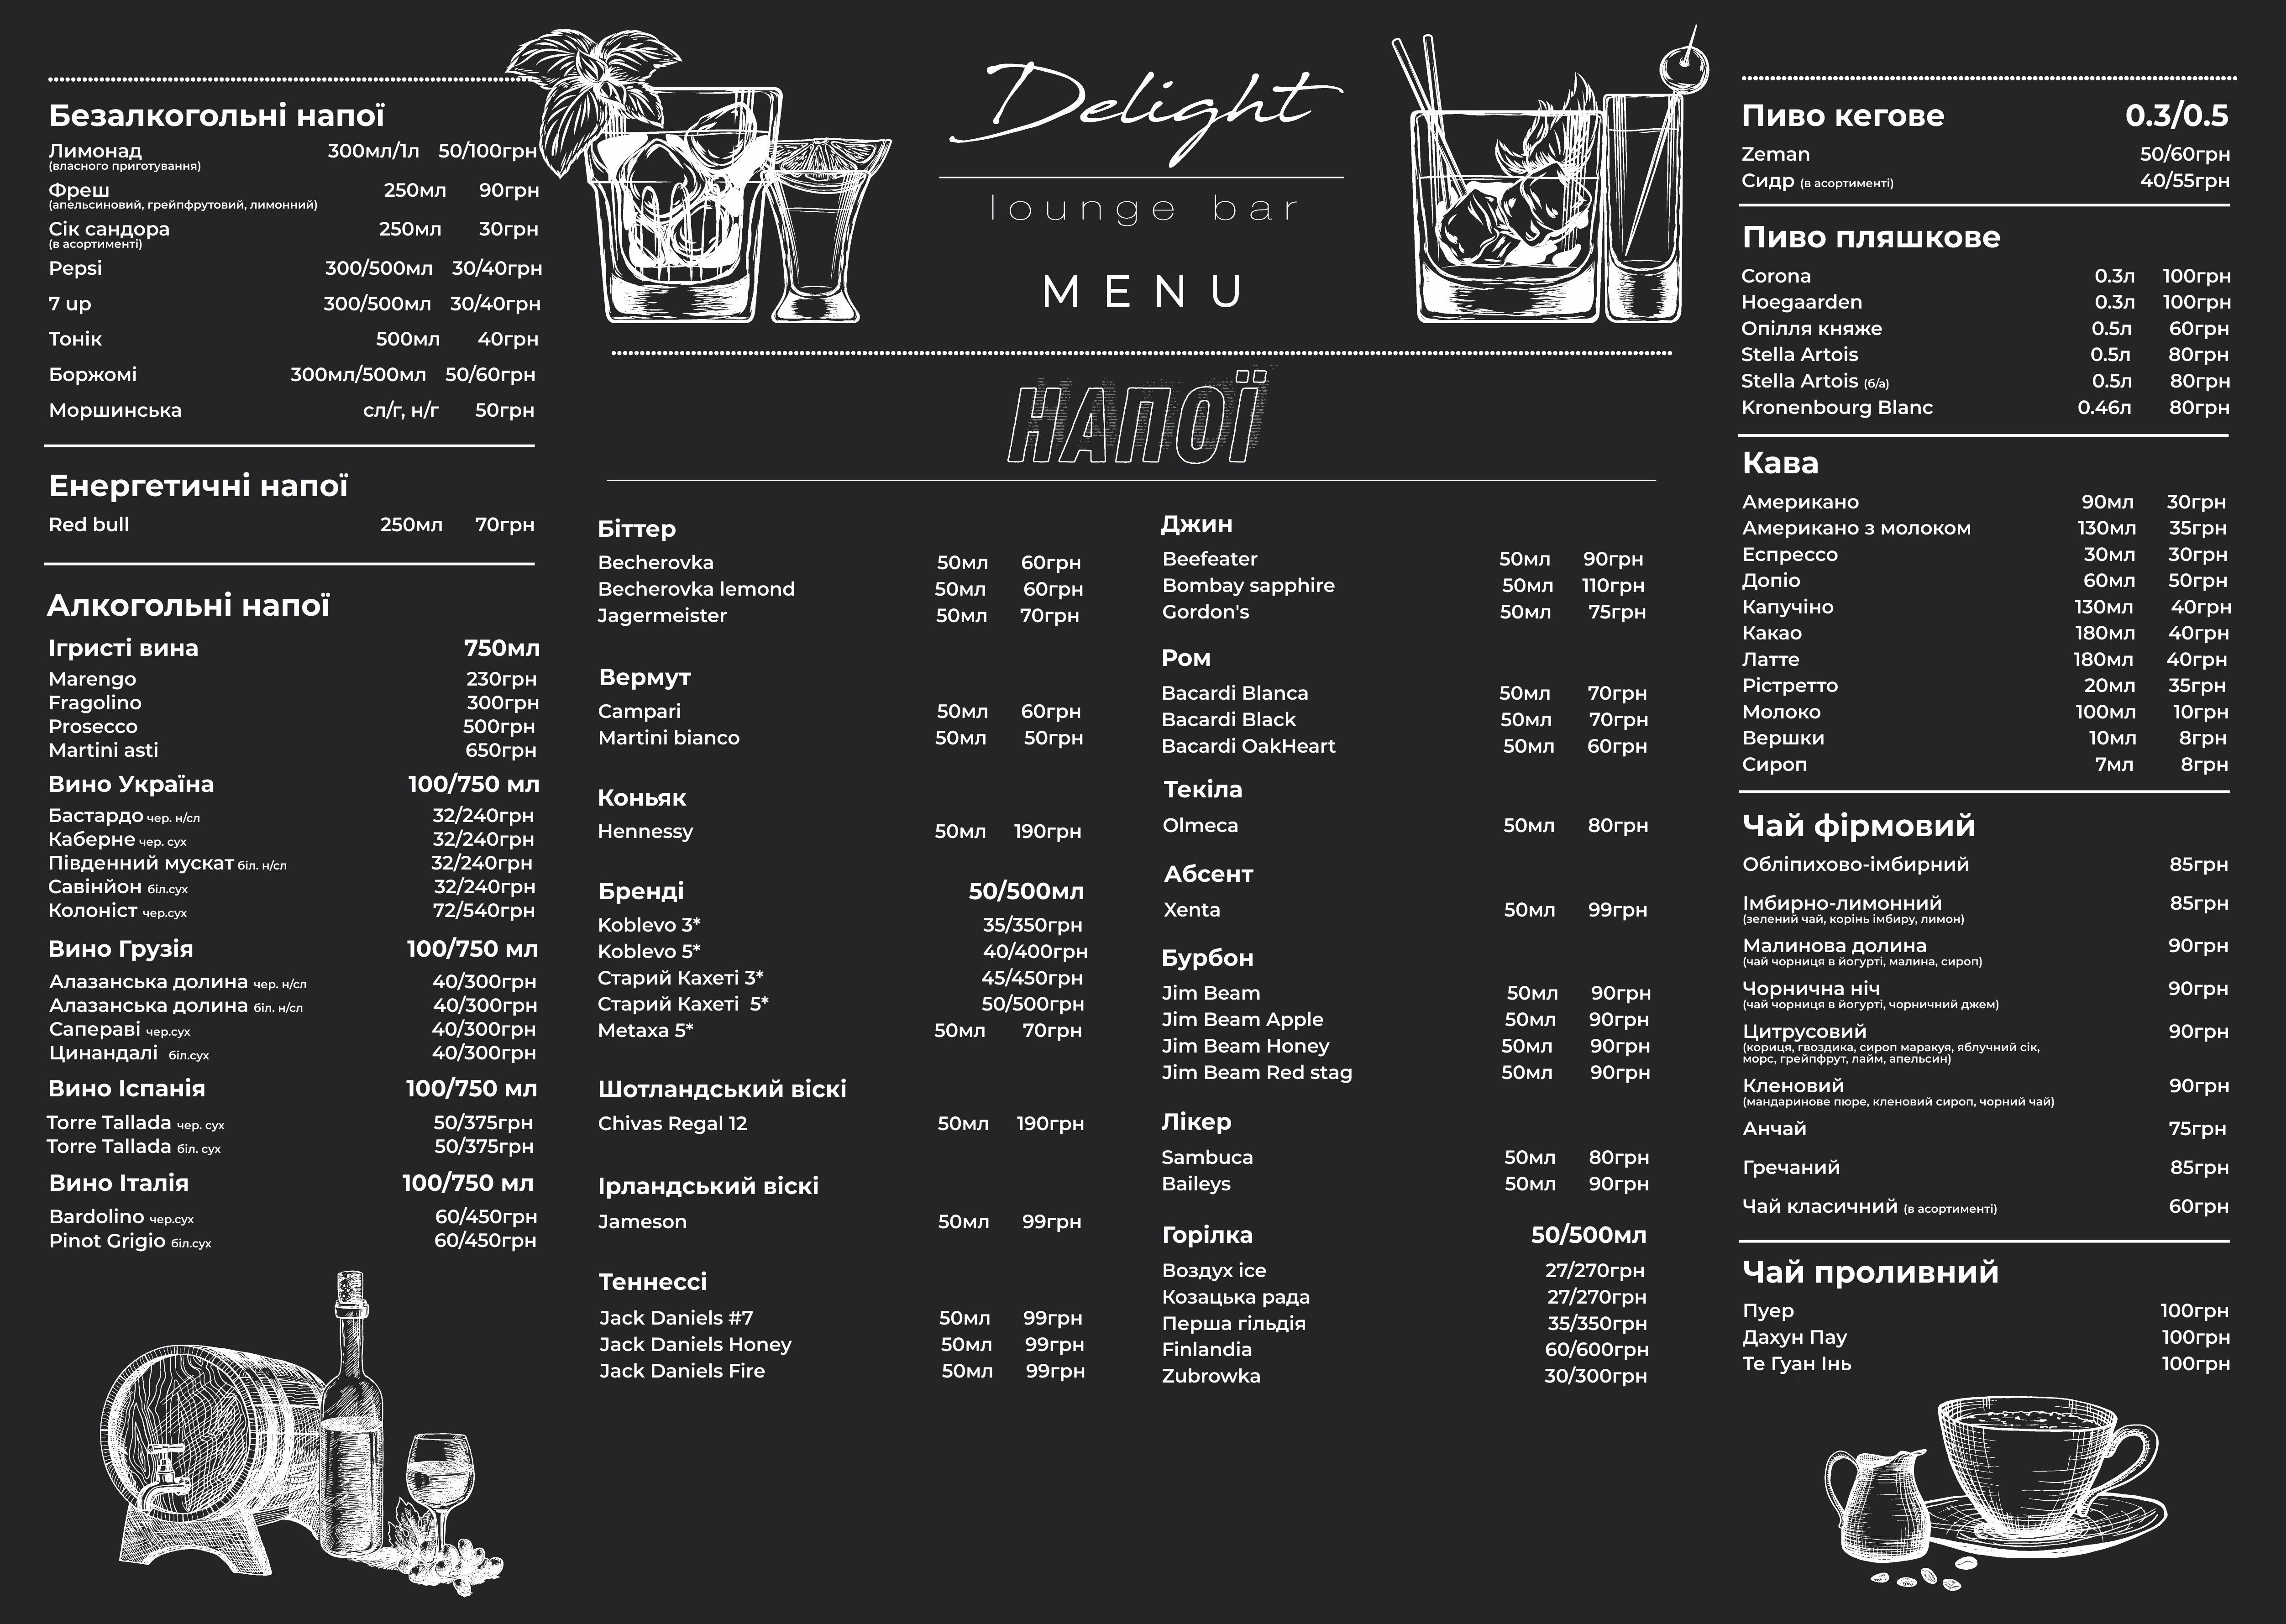 Delight
lounge bar
MENU
НАПОЇ
Безалкогольні напої
Лимонад 300мл/1л 50/100грн
(власного приготування)
Фреш 250мл 90грн
(апельсиновий, грейпфрутовий, лимонний)
Сік сандора 250мл 30грн
(в асортименті)
Pepsi 300/500мл 30/40грн
7 up 300/500мл 30/40грн
Тонік 500мл 40грн
Боржомі 300мл/500мл 50/60грн
Моршинська сл/г, н/г 50грн
Енергетичні напої
Red bull 250мл 70грн
Алкогольні напої
Ігристі вина 750мл
Marengo 230грн
Fragolino 300грн
Prosecco 500грн
Martini asti 650грн
Вино Україна 100/750 мл
Бастардо чер. н/сл 32/240грн
Каберне чер. сух 32/240грн
Південний мускат біл. н/сл 32/240грн
Савінйон біл.сух 32/240грн
Колоніст чер.сух 72/540грн
Вино Грузія 100/750 мл
Алазанська долина чер. н/сл 40/300грн
Алазанська долина біл. н/сл 40/300грн
Сапераві чер.сух 40/300грн
Цинандалі біл.сух 40/300грн
Вино Іспанія 100/750 мл
Torre Tallada чер. сух 50/375грн
Torre Tallada біл. сух 50/375грн
Вино Італія 100/750 мл
Bardolino чер.сух 60/450грн
Pinot Grigio біл.сух 60/450грн
Біттер
Becherovka 50мл 60грн
Becherovka lemond 50мл 60грн
Jagermeister 50мл 70грн
Вермут
Campari 50мл 60грн
Martini bianco 50мл 50грн
Коньяк
Hennessy 50мл 190грн
Бренді 50/500мл
Koblevo 3* 35/350грн
Koblevo 5* 40/400грн
Старий Кахеті 3* 45/450грн
Старий Кахеті 5* 50/500грн
Metaxa 5* 50мл 70грн
Шотландський віскі
Chivas Regal 12 50мл 190грн
Ірландський віскі
Jameson 50мл 99грн
Теннессі
Jack Daniels #7 50мл 99грн
Jack Daniels Honey 50мл 99грн
Jack Daniels Fire 50мл 99грн
Джин
Beefeater 50мл 90грн
Bombay sapphire 50мл 110грн
Gordon's 50мл 75грн
Ром
Bacardi Blanca 50мл 70грн
Bacardi Black 50мл 70грн
Bacardi OakHeart 50мл 60грн
Текіла
Olmeca 50мл 80грн
Абсент
Xenta 50мл 99грн
Бурбон
Jim Beam 50мл 90грн
Jim Beam Apple 50мл 90грн
Jim Beam Honey 50мл 90грн
Jim Beam Red stag 50мл 90грн
Лікер
Sambuca 50мл 80грн
Baileys 50мл 90грн
Горілка 50/500мл
Воздух ice 27/270грн
Козацька рада 27/270грн
Перша гільдія 35/350грн
Finlandia 60/600грн
Zubrowka 30/300грн
Пиво кегове 0.3/0.5
Zeman 50/60грн
Сидр (в асортименті) 40/55грн
Пиво пляшкове
Corona 0.3л 100грн
Hoegaarden 0.3л 100грн
Опілля княже 0.5л 60грн
Stella Artois 0.5л 80грн
Stella Artois (б/а) 0.5л 80грн
Kronenbourg Blanc 0.46л 80грн
Кава
Американо 90мл 30грн
Американо з молоком 130мл 35грн
Еспрессо 30мл 30грн
Допіо 60мл 50грн
Капучіно 130мл 40грн
Какао 180мл 40грн
Латте 180мл 40грн
Рістретто 20мл 35грн
Молоко 100мл 10грн
Вершки 10мл 8грн
Сироп 7мл 8грн
Чай фірмовий
Обліпихово-імбирний 85грн
Імбирно-лимонний 85грн
(зелений чай, корінь імбиру, лимон)
Малинова долина 90грн
(чай чорниця в йогурті, малина, сироп)
Чорнична ніч 90грн
(чай чорниця в йогурті, чорничний джем)
Цитрусовий 90грн
(кориця, гвоздика, сироп маракуя, яблучний сік,
морс, грейпфрут, лайм, апельсин)
Кленовий 90грн
(мандаринове пюре, кленовий сироп, чорний чай)
Анчай 75грн
Гречаний 85грн
Чай класичний (в асортименті) 60грн
Чай проливний
Пуер 100грн
Дахун Пау 100грн
Те Гуан Інь 100грн